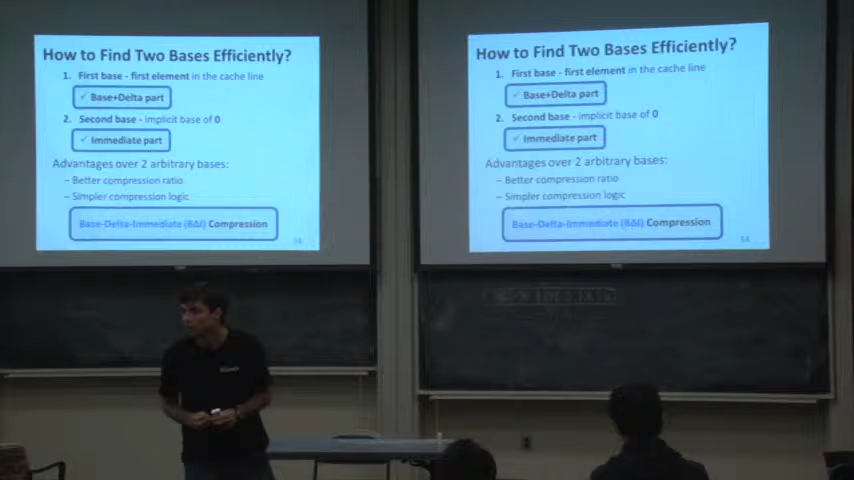 How to Find Two Bases Efficiently?
1. First base - first element in the cache line
✓ Base+Delta part
2. Second base - implicit base of 0
✓ Immediate part
Advantages over 2 arbitrary bases:
– Better compression ratio
– Simpler compression logic
Base-Delta-Immediate (BΔI) Compression
How to Find Two Bases Efficiently?
1. First base - first element in the cache line
✓ Base+Delta part
2. Second base - implicit base of 0
✓ Immediate part
Advantages over 2 arbitrary bases:
– Better compression ratio
– Simpler compression logic
Base-Delta-Immediate (BΔI) Compression